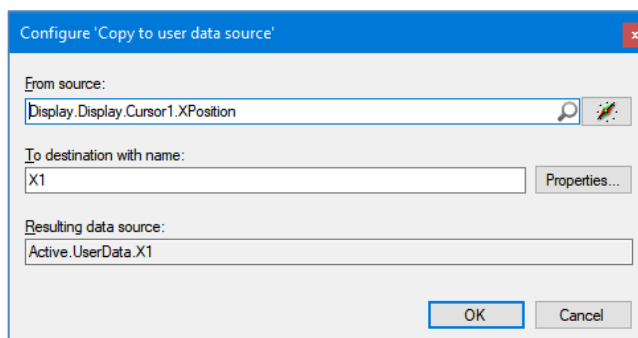 Configure 'Copy to user data source'
From source:
Display.Display.Cursor1.XPosition
To destination with name:
X1
Properties...
Resulting data source:
Active.UserData.X1
OK
Cancel